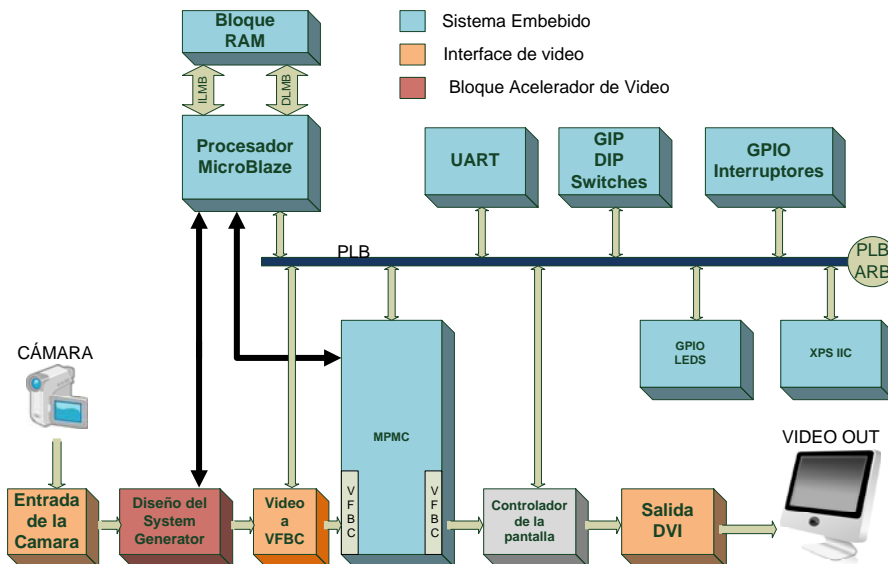 Bloque
RAM
Sistema Embebido
Interface de video
Bloque Acelerador de Video
ILMB
DLMB
Procesador
MicroBlaze
UART
GIP
DIP
Switches
GPIO
Interruptores
PLB
PLB
ARB
CÁMARA
MPMC
GPIO
LEDS
XPS IIC
VIDEO OUT
Entrada
de la
Camara
Diseño del
System
Generator
Video
a
VFBC
VFBC
VFBC
Controlador
de la
pantalla
Salida
DVI